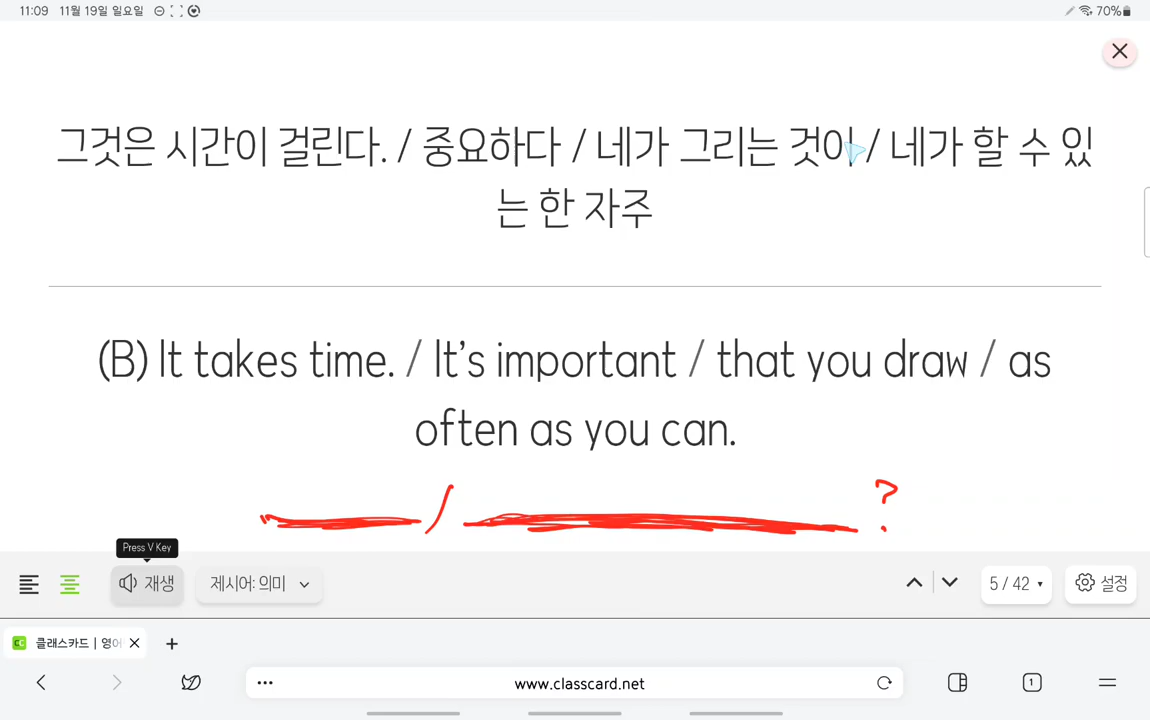 11:09 11월 19일 일요일
70%
그것은 시간이 걸린다. / 중요하다 / 네가 그리는 것이 / 네가 할 수 있
는 한 자주
(B) It takes time. / It's important / that you draw / as
often as you can.
/ ?
Press V Key
재생 제시어: 의미 5 / 42 설정
클래스카드 | 영어
www.classcard.net
1